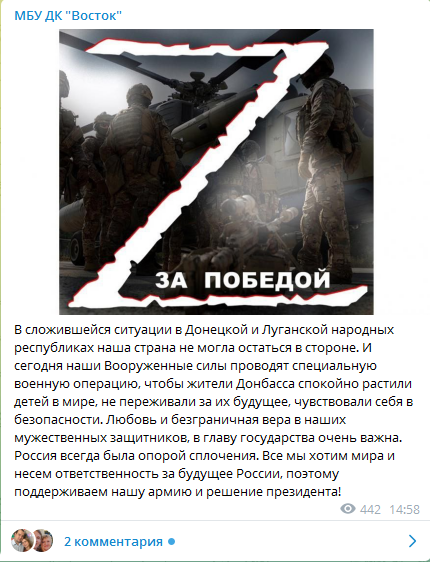 МБУ ДК "Восток"
Z
ЗА ПОБЕДОЙ
В сложившейся ситуации в Донецкой и Луганской народных
республиках наша страна не могла остаться в стороне. И
сегодня наши Вооруженные силы проводят специальную
военную операцию, чтобы жители Донбасса спокойно растили
детей в мире, не переживали за их будущее, чувствовали себя в
безопасности. Любовь и безграничная вера в наших
мужественных защитников, в главу государства очень важна.
Россия всегда была опорой сплочения. Все мы хотим мира и
несем ответственность за будущее России, поэтому
поддерживаем нашу армию и решение президента!
442 14:58
2 комментария